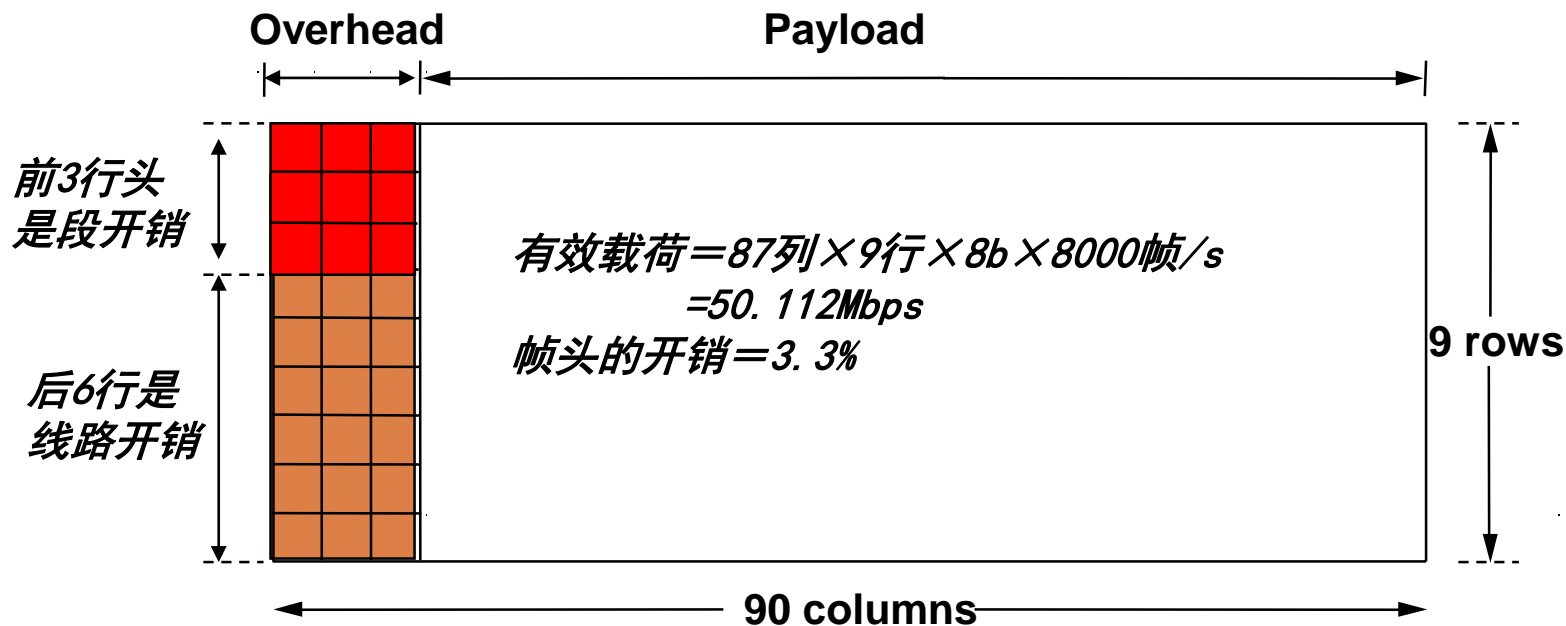 Overhead
Payload
前3行头
是段开销
有效载荷＝87列×9行×8b×8000帧/s
=50.112Mbps
帧头的开销＝3.3%
9 rows
后6行是
线路开销
90 columns